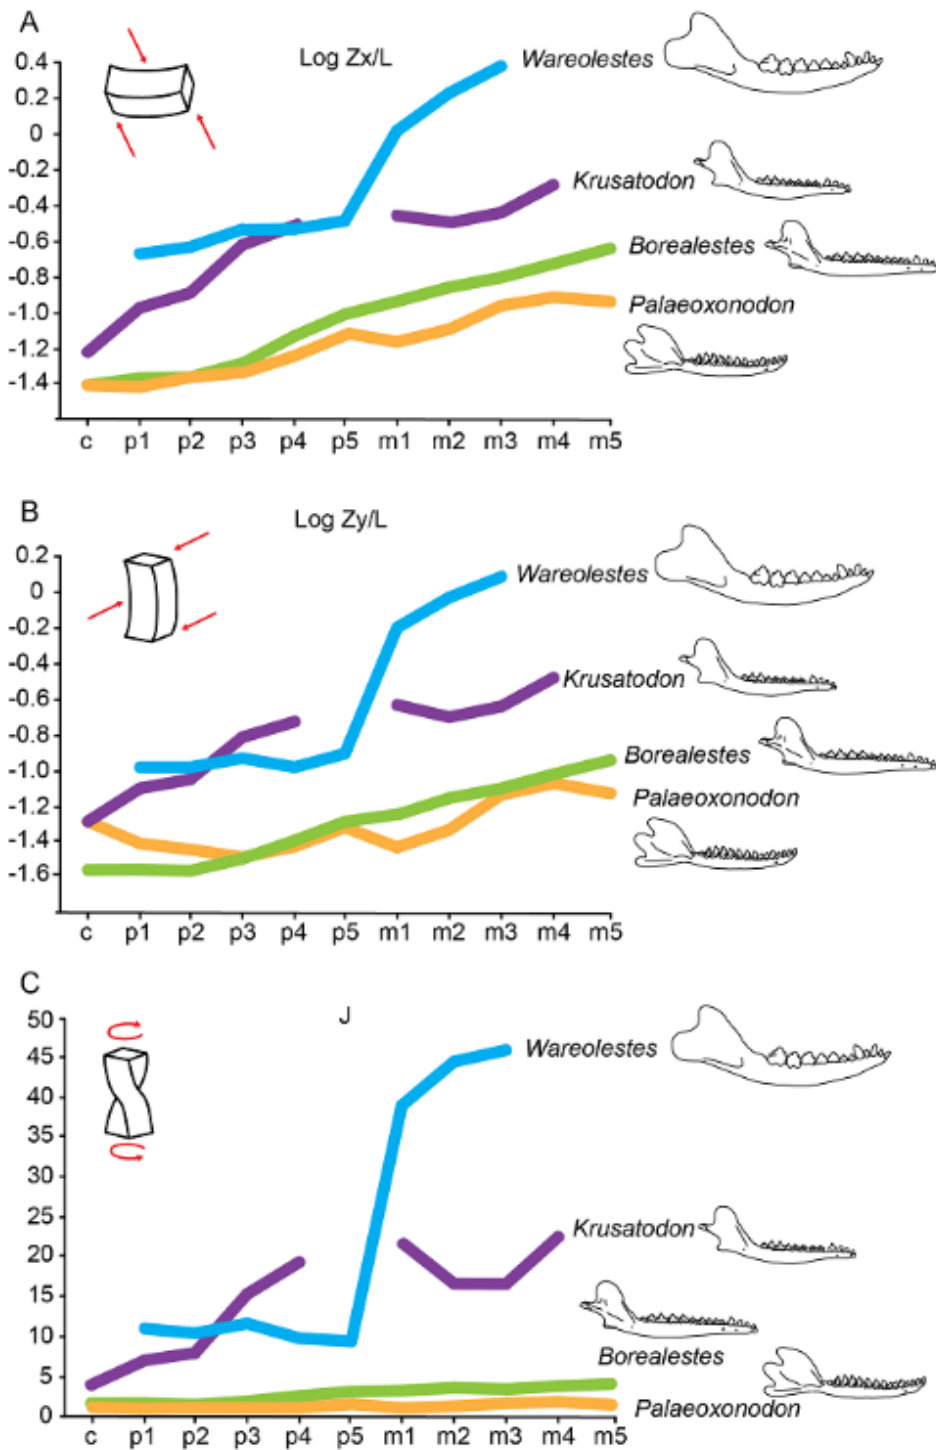 A
Log Zx/L
0.4
0.2
0
-0.2
-0.4
-0.6
-0.8
-1.0
-1.2
-1.4
Wareolestes
Krusatodon
Borealestes
Palaeoxonodon
c p1 p2 p3 p4 p5 m1 m2 m3 m4 m5
B
Log Zy/L
0.2
0
-0.2
-0.4
-0.6
-0.8
-1.0
-1.2
-1.4
-1.6
Wareolestes
Krusatodon
Borealestes
Palaeoxonodon
c p1 p2 p3 p4 p5 m1 m2 m3 m4 m5
C
J
50
45
40
35
30
25
20
15
10
5
0
Wareolestes
Krusatodon
Borealestes
Palaeoxonodon
c p1 p2 p3 p4 p5 m1 m2 m3 m4 m5